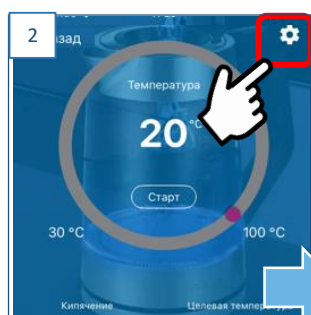 2
азад
Температура
20 °C
Старт
30 °C
100 °C
Кипячение
Целевая температура